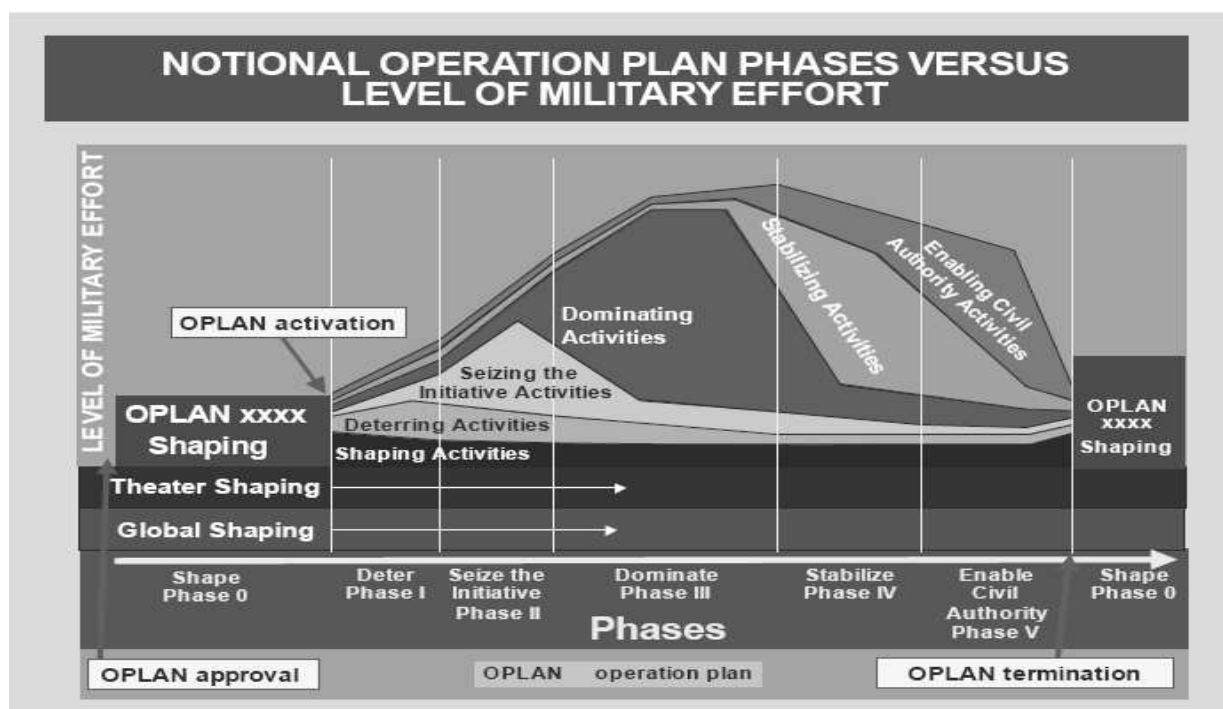 NOTIONAL OPERATION PLAN PHASES VERSUS
LEVEL OF MILITARY EFFORT
LEVEL OF MILITARY EFFORT
OPLAN activation
OPLAN xxxx
Shaping
Dominating
Activities
Stabilizing Activities
Enabling Civil
Authority Activities
Seizing the
Initiative Activities
Deterring Activities
Shaping Activities
OPLAN
xxxx
Shaping
Theater Shaping
Global Shaping
Shape
Phase 0
Deter
Phase I
Seize the
Initiative
Phase II
Dominate
Phase III
Stabilize
Phase IV
Enable
Civil
Authority
Phase V
Shape
Phase 0
Phases
OPLAN approval
OPLAN operation plan
OPLAN termination